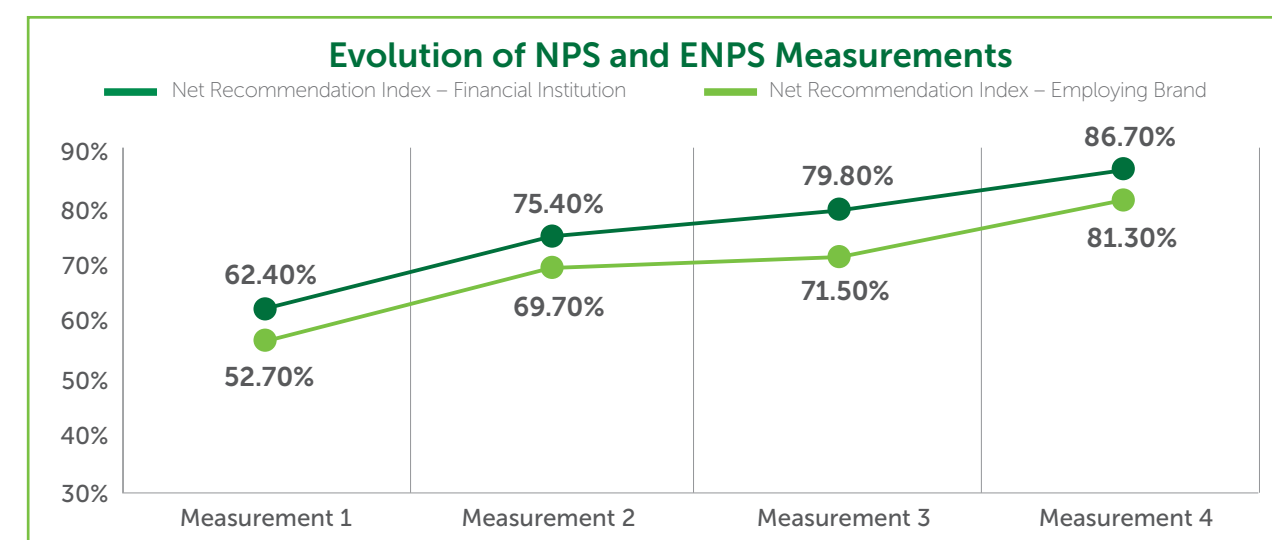 Evolution of NPS and ENPS Measurements
Net Recommendation Index – Financial Institution
Net Recommendation Index – Employing Brand
90%
80%
70%
60%
50%
40%
30%
62.40%
75.40%
79.80%
86.70%
52.70%
69.70%
71.50%
81.30%
Measurement 1
Measurement 2
Measurement 3
Measurement 4